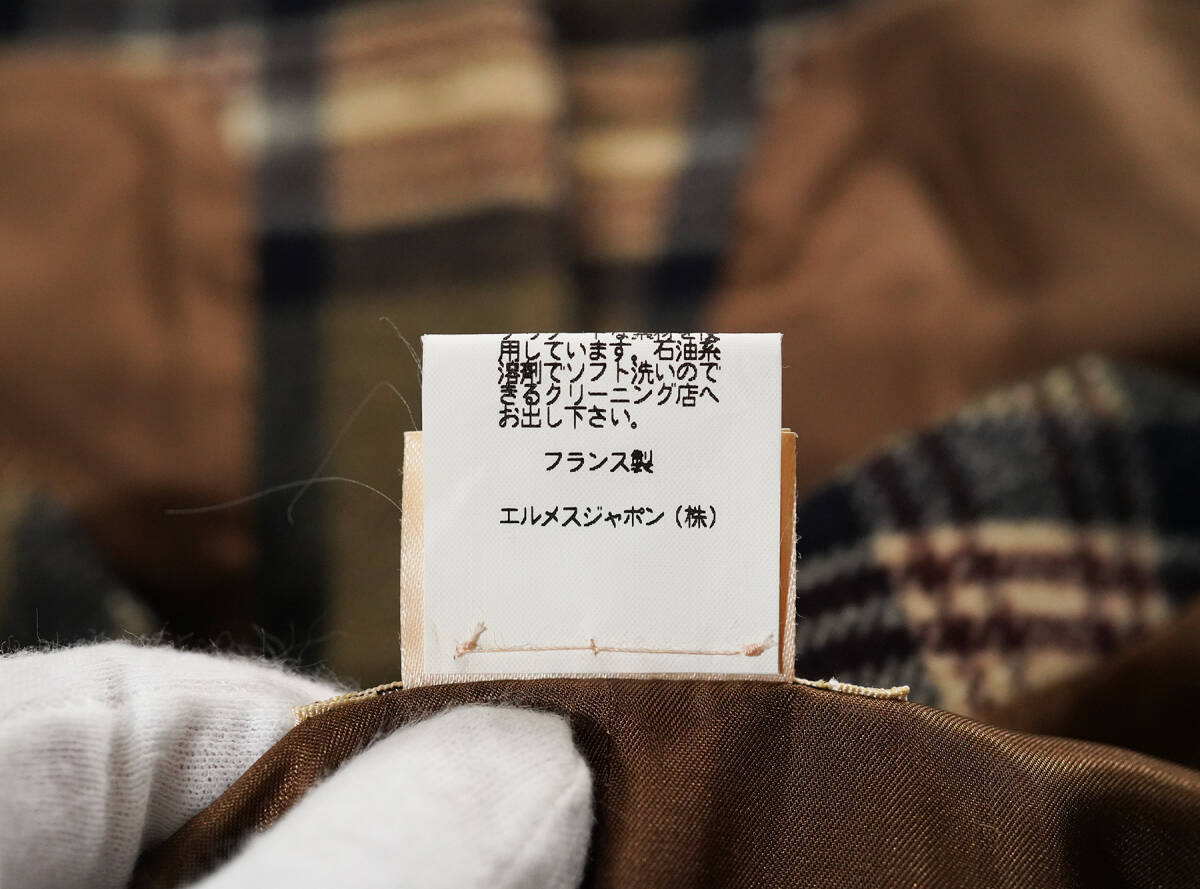 用しています。石油系
溶剤でソフト洗いので
きるクリーニング店へ
お出し下さい。
フランス製
エルメスジャポン（株）